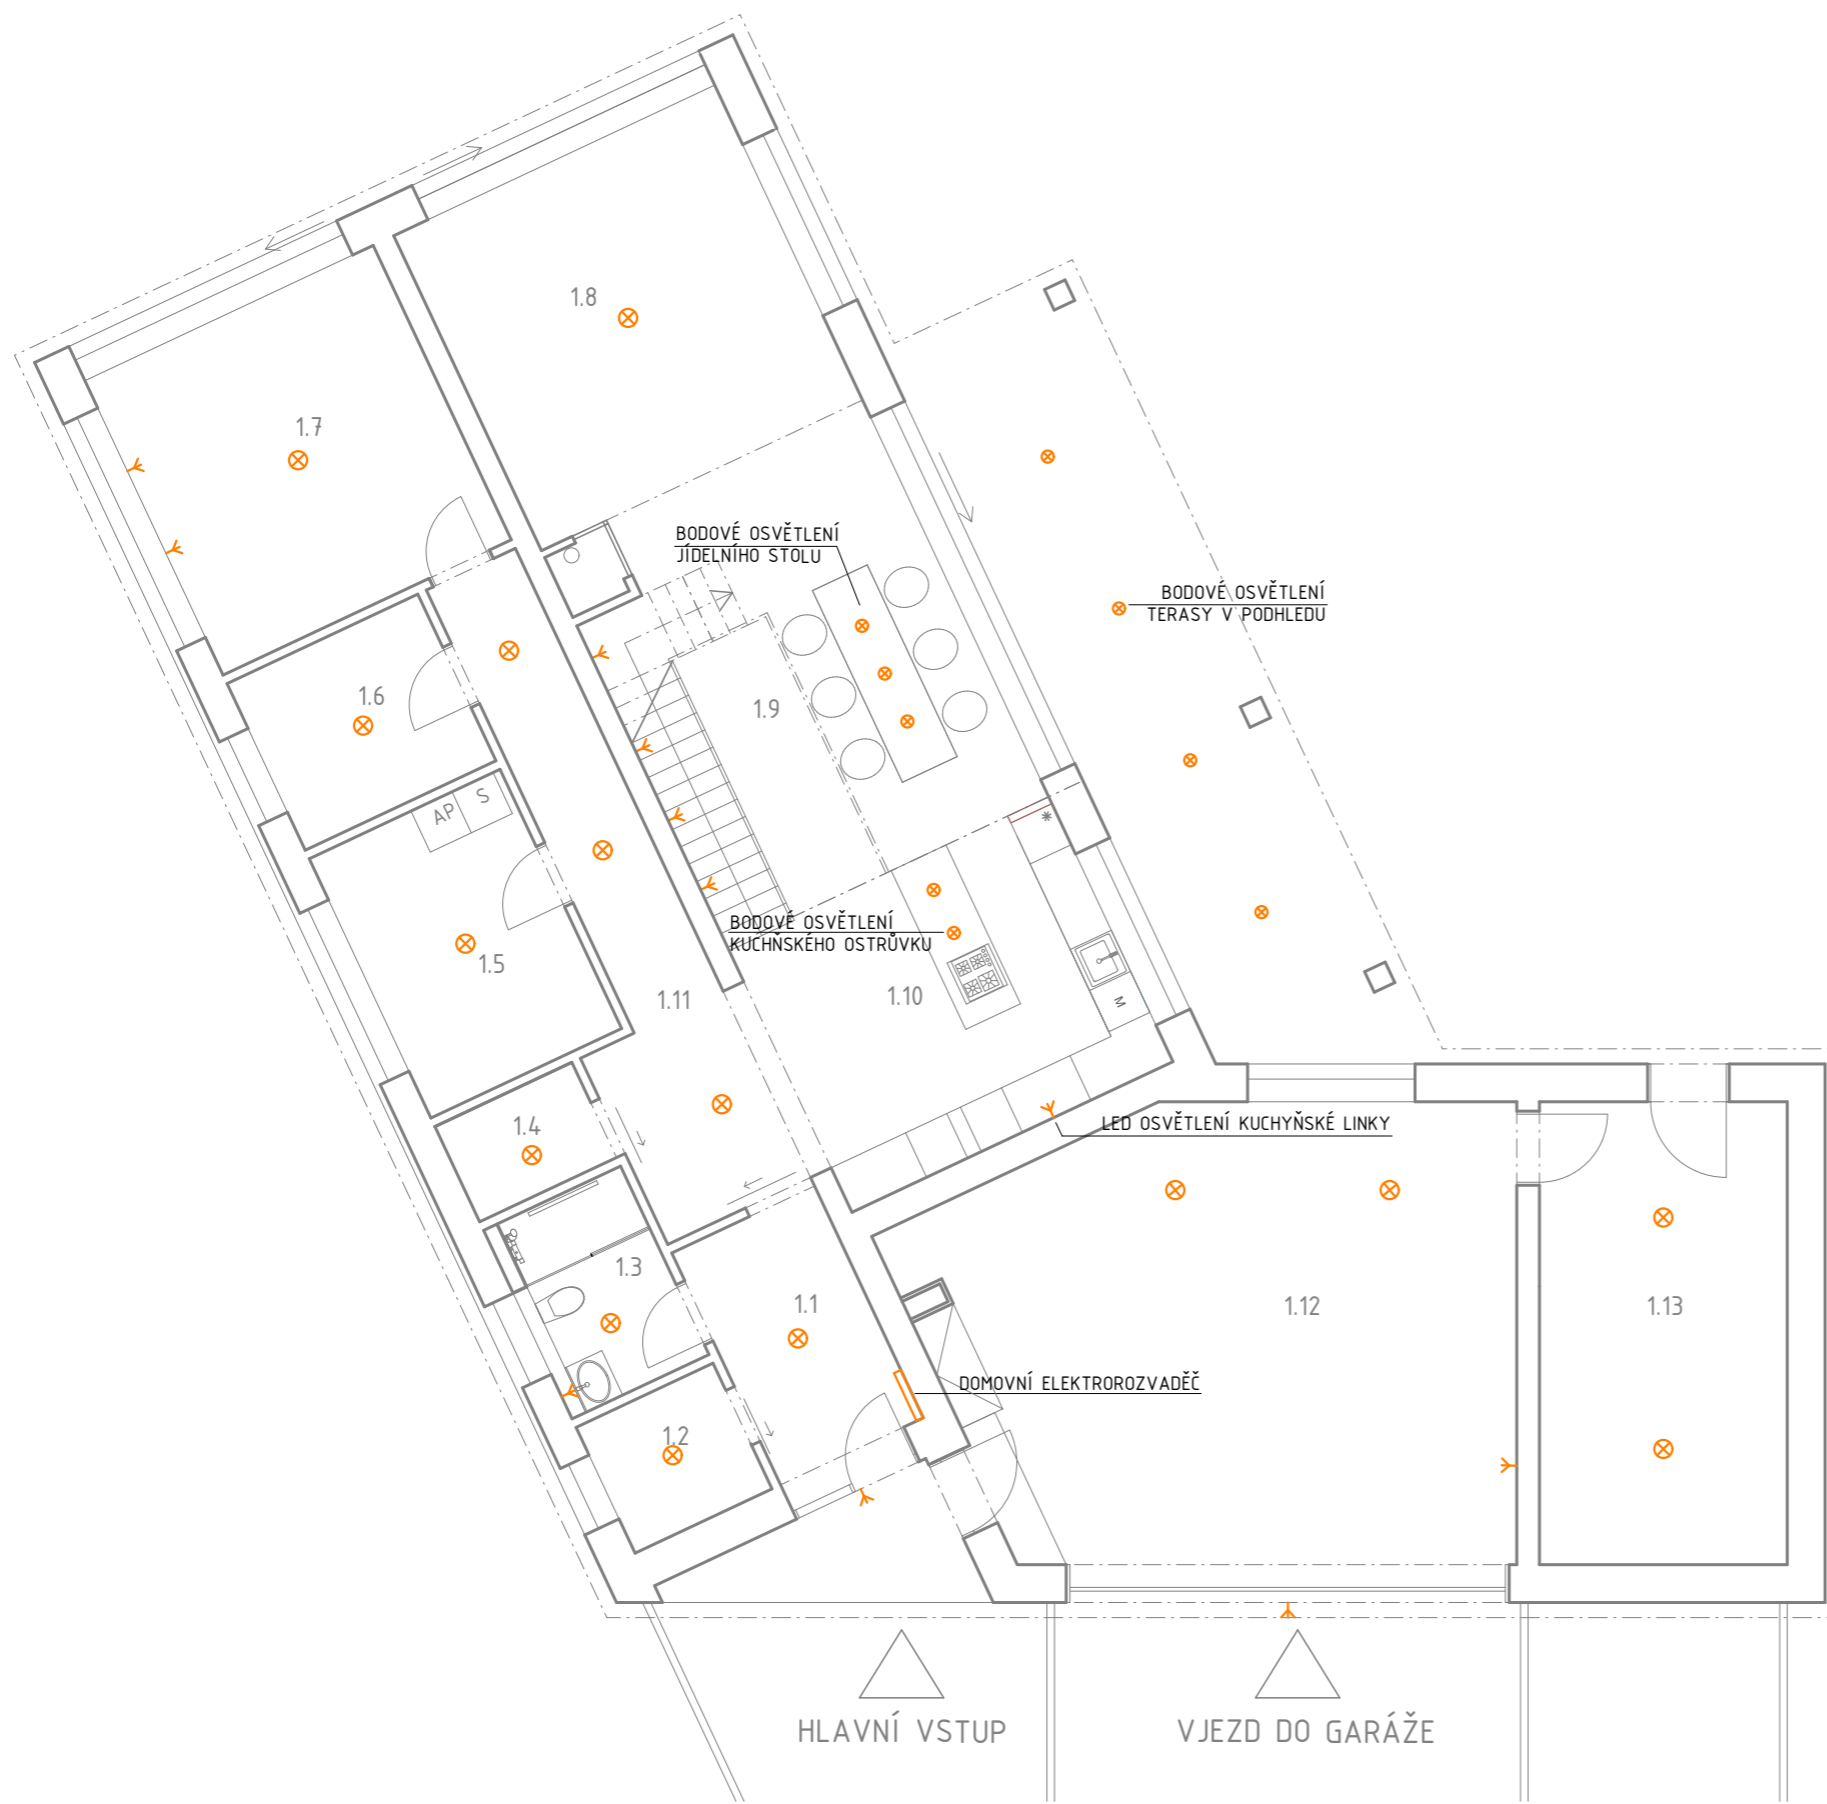 1.8
1.7
BODOVÉ OSVĚTLENÍ
JÍDELNÍHO STOLU
BODOVÉ OSVĚTLENÍ
TERASY V PODHLEDU
1.6
1.9
AP
S
BODOVÉ OSVĚTLENÍ
KUCHŇSKÉHO OSTRŮVKU
1.5
1.11
1.10
M
1.4
LED OSVĚTLENÍ KUCHYŇSKÉ LINKY
1.3
1.1
1.12
1.13
DOMOVNÍ ELEKTROROZVADĚČ
1.2
HLAVNÍ VSTUP
VJEZD DO GARÁŽE